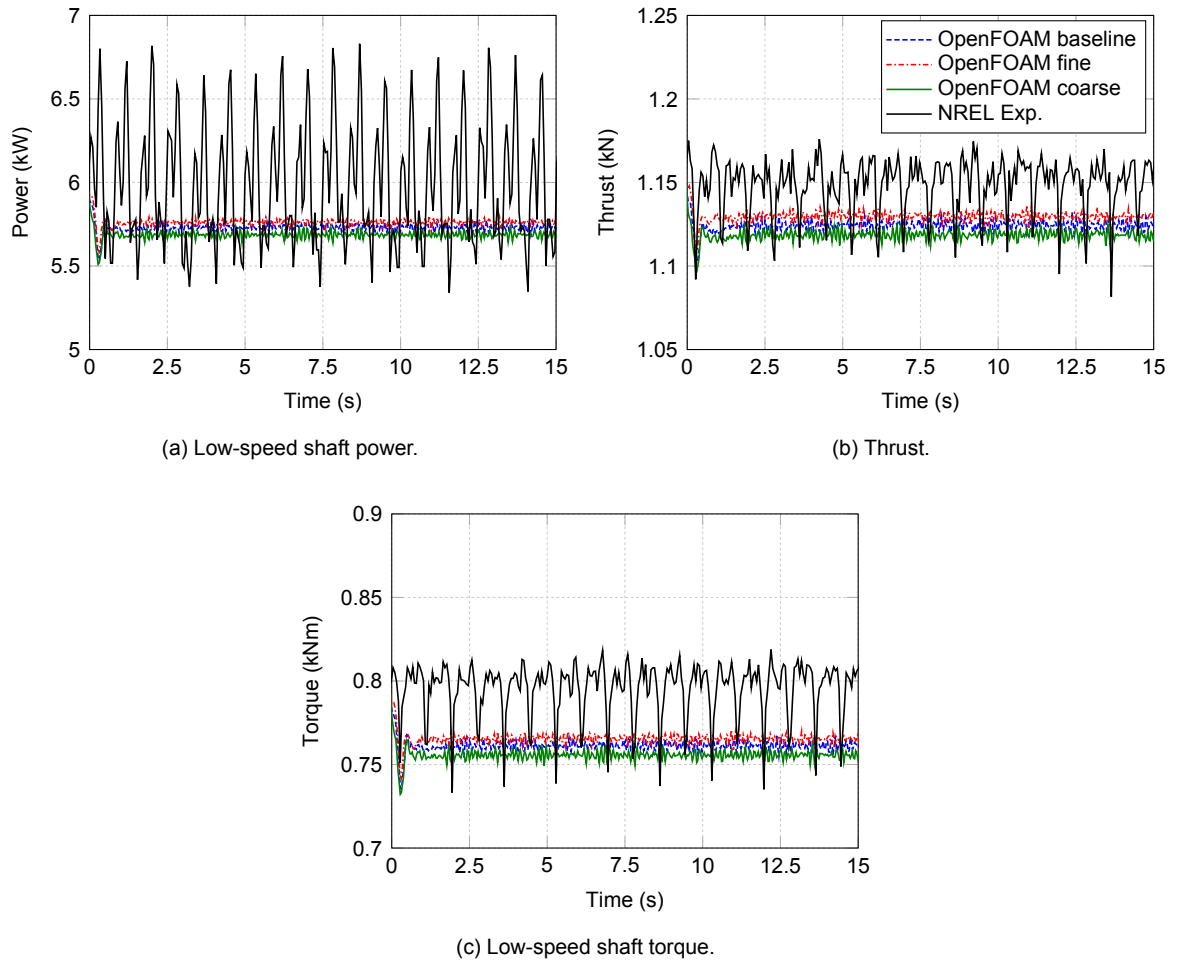 7
6.5
6
5.5
5
Power (kW)
0 2.5 5 7.5 10 12.5 15
Time (s)
(a) Low-speed shaft power.
1.25
1.2
1.15
1.1
1.05
Thrust (kN)
OpenFOAM baseline
OpenFOAM fine
OpenFOAM coarse
NREL Exp.
0 2.5 5 7.5 10 12.5 15
Time (s)
(b) Thrust.
0.9
0.85
0.8
0.75
0.7
Torque (kNm)
0 2.5 5 7.5 10 12.5 15
Time (s)
(c) Low-speed shaft torque.